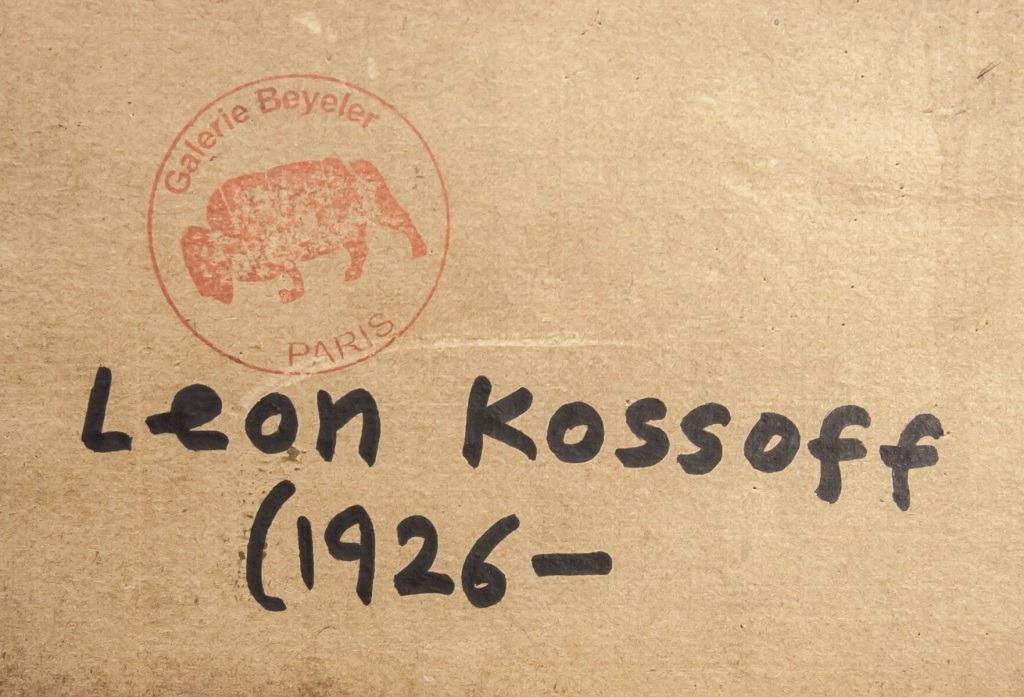 Galerie Beyeler
PARIS
Leon Kossoff
(1926—